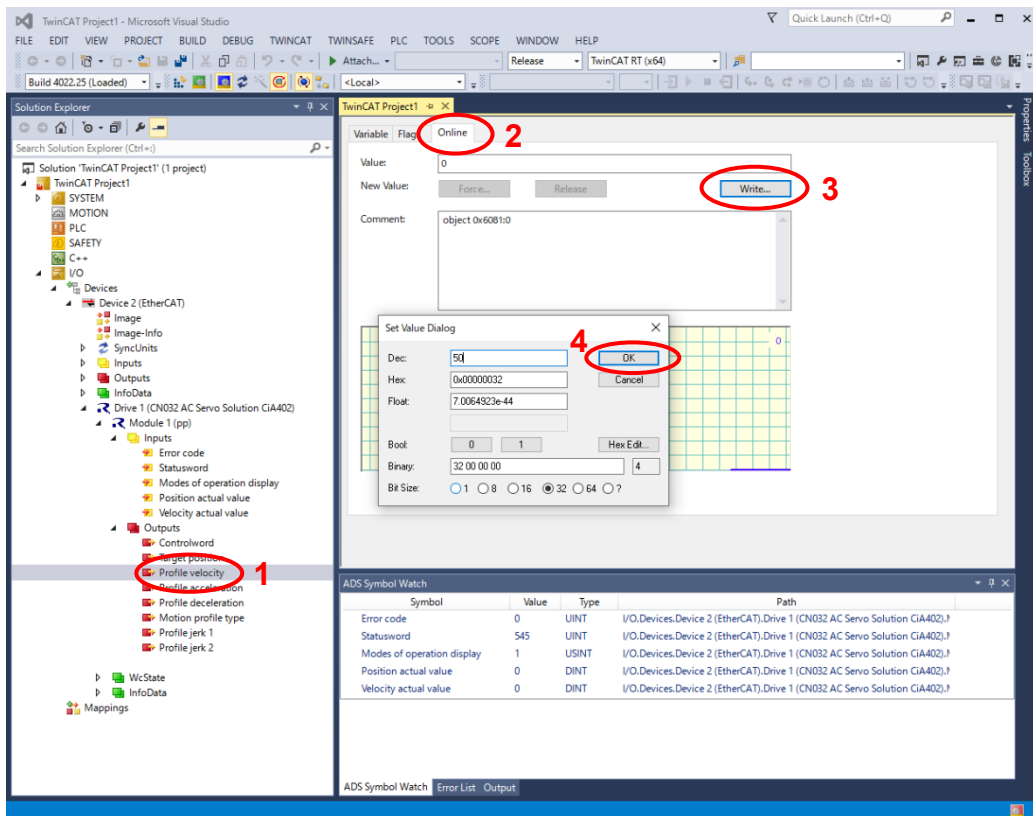 TwinCAT Project1 - Microsoft Visual Studio
Quick Launch (Ctrl+Q)
FILE EDIT VIEW PROJECT BUILD DEBUG TWINCAT TWINSAFE PLC TOOLS SCOPE WINDOW HELP
Attach... Release TwinCAT RT (x64)
Build 4022.25 (Loaded) <Local>
Solution Explorer
Search Solution Explorer (Ctrl+:)
Solution 'TwinCAT Project1' (1 project)
TwinCAT Project1
SYSTEM
MOTION
PLC
SAFETY
C++
I/O
Devices
Device 2 (EtherCAT)
Image
Image-Info
SyncUnits
Inputs
Outputs
InfoData
Drive 1 (CN032 AC Servo Solution CiA402)
Module 1 (pp)
Inputs
Error code
Statusword
Modes of operation display
Position actual value
Velocity actual value
Outputs
Controlword
Target position
Profile velocity
1
Profile acceleration
Profile deceleration
Motion profile type
Profile jerk 1
Profile jerk 2
WcState
InfoData
Mappings
TwinCAT Project1
Variable Flag Online
2
Value: 0
New Value: Force... Release Write...
3
Comment: object 0x6081:0
0
Set Value Dialog
4
Dec: 50 OK
Hex: 0x00000032 Cancel
Float: 7.0064923e-44
Bool: 0 1 Hex Edit...
Binary: 32 00 00 00 4
Bit Size: 1 8 16 32 64 ?
ADS Symbol Watch
Symbol Value Type Path
Error code 0 UINT I/O.Devices.Device 2 (EtherCAT).Drive 1 (CN032 AC Servo Solution CiA402).
Statusword 545 UINT I/O.Devices.Device 2 (EtherCAT).Drive 1 (CN032 AC Servo Solution CiA402).
Modes of operation display 1 USINT I/O.Devices.Device 2 (EtherCAT).Drive 1 (CN032 AC Servo Solution CiA402).
Position actual value 0 DINT I/O.Devices.Device 2 (EtherCAT).Drive 1 (CN032 AC Servo Solution CiA402).
Velocity actual value 0 DINT I/O.Devices.Device 2 (EtherCAT).Drive 1 (CN032 AC Servo Solution CiA402).
ADS Symbol Watch Error List Output
Properties
Toolbox